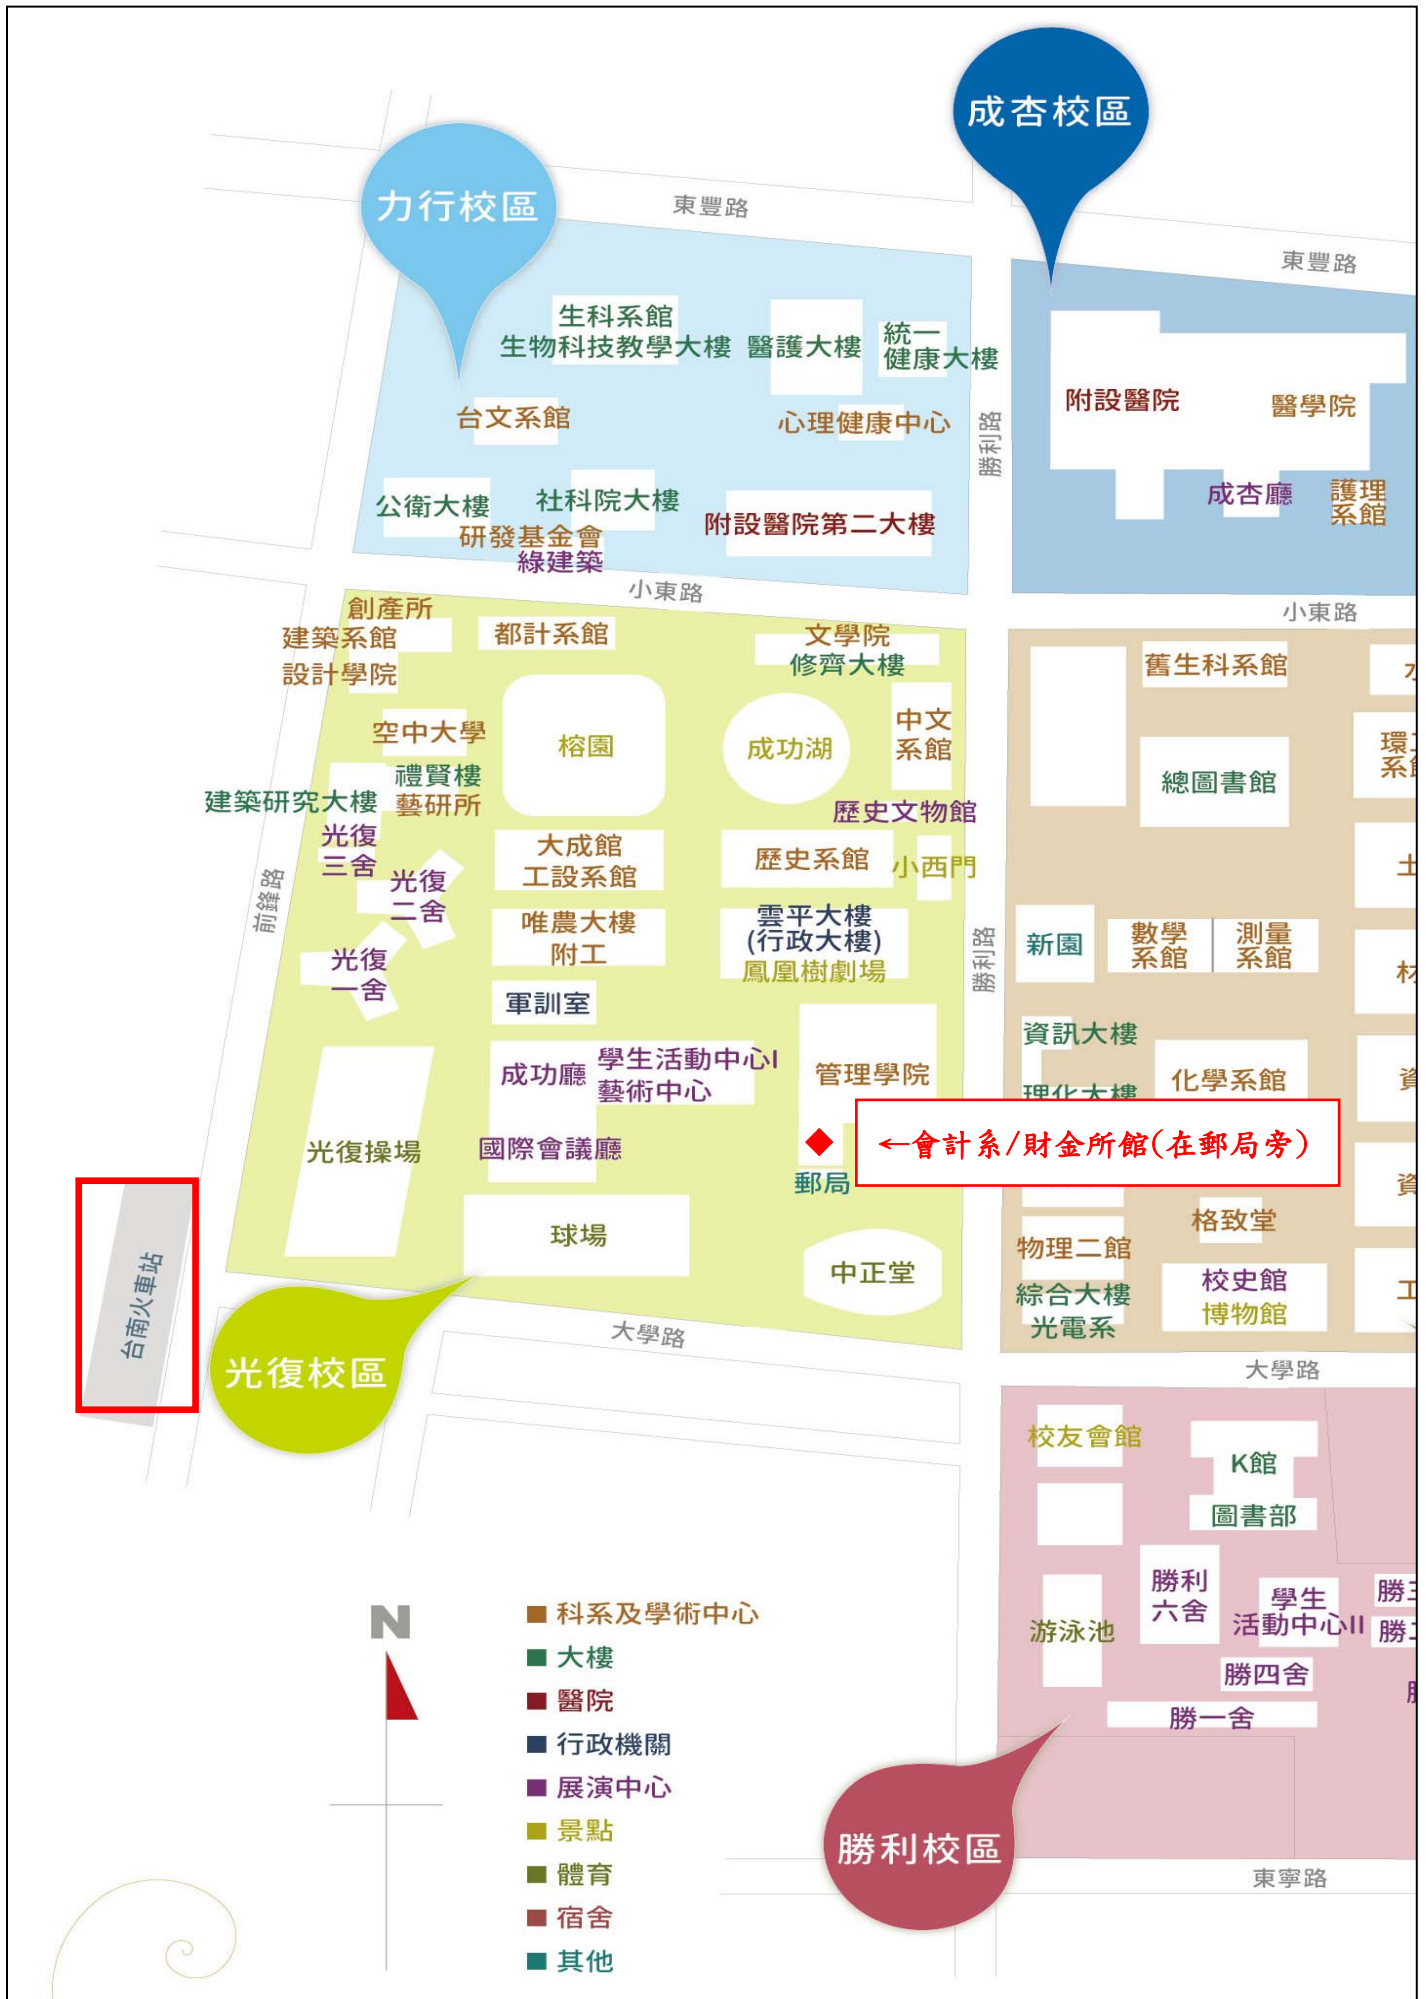 成杏校區
力行校區
東豐路
東豐路
生科系館
生物科技教學大樓
醫護大樓
統一
健康大樓
台文系館
心理健康中心
勝利路
附設醫院
醫學院
公衛大樓
社科院大樓
研發基金會
綠建築
附設醫院第二大樓
成杏廳
護理
系館
小東路
小東路
創產所
建築系館
設計學院
都計系館
文學院
修齊大樓
舊生科系館
空中大學
榕園
成功湖
中文
系館
禮賢樓
藝研所
建築研究大樓
總圖書館
歷史文物館
光復
三舍
大成館
工設系館
歷史系館
小西門
光復
二舍
前鋒路
唯農大樓
附工
雲平大樓
(行政大樓)
鳳凰樹劇場
勝利路
新園
數學
系館
測量
系館
光復
一舍
軍訓室
資訊大樓
成功廳
學生活動中心I
藝術中心
管理學院
化學系館
理化大樓
光復操場
國際會議廳
←會計系/財金所館(在郵局旁)
郵局
格致堂
球場
中正堂
物理二館
台南火車站
綜合大樓
光電系
校史館
博物館
大學路
大學路
光復校區
校友會館
K館
圖書部
勝利
六舍
學生
活動中心II
游泳池
勝四舍
勝一舍
N
科系及學術中心
大樓
醫院
行政機關
展演中心
景點
體育
宿舍
其他
勝利校區
東寧路